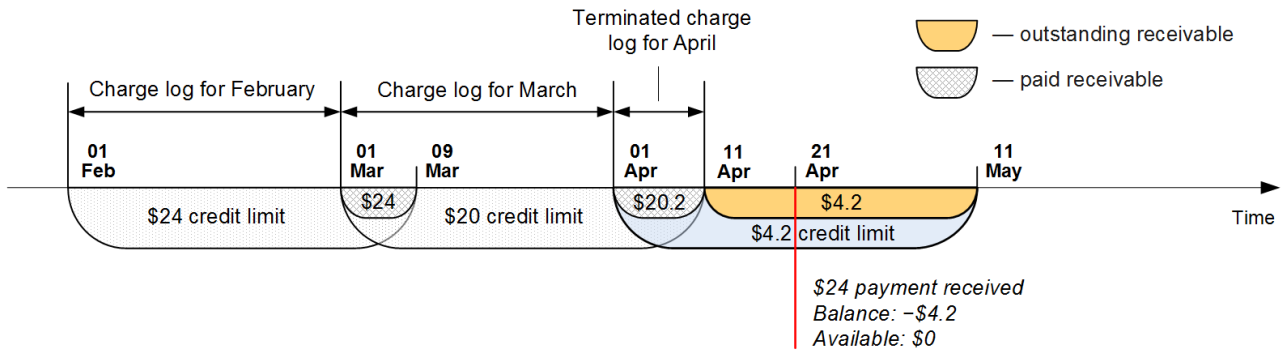 Terminated charge
log for April
— outstanding receivable
— paid receivable
Charge log for February
Charge log for March
01
Feb
01
Mar
09
Mar
01
Apr
11
Apr
21
Apr
11
May
$24 credit limit
$24
$20 credit limit
$20.2
$4.2
$4.2 credit limit
Time
$24 payment received
Balance: −$4.2
Available: $0